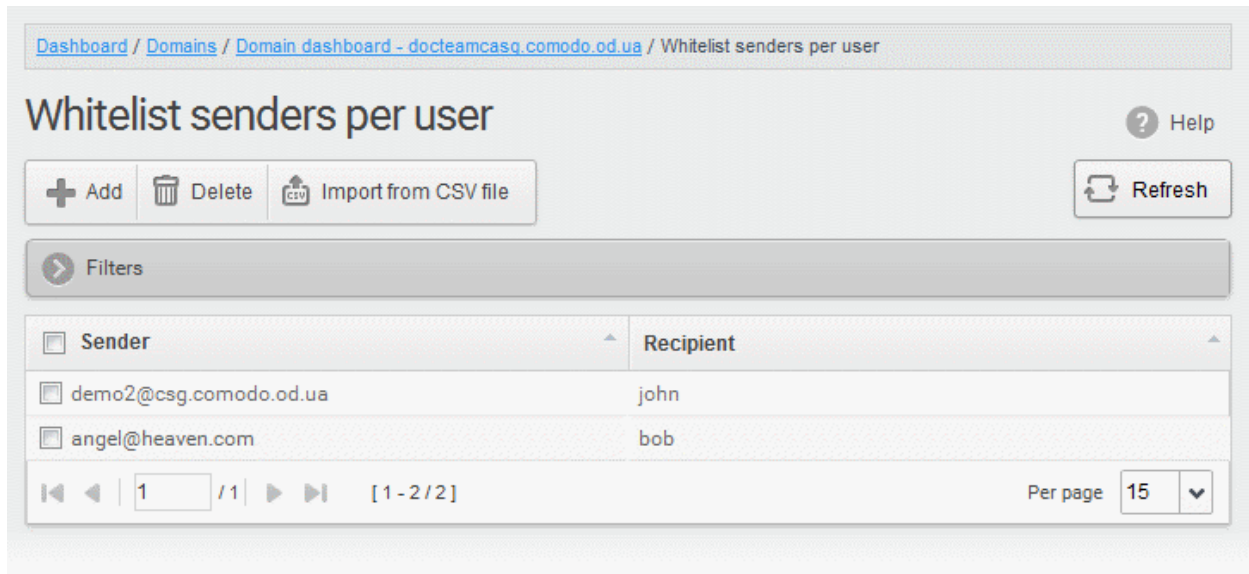 Dashboard / Domains / Domain dashboard - docteamcasg.comodo.od.ua / Whitelist senders per user
Whitelist senders per user
Help
Add Delete CSV Import from CSV file Refresh
Filters
Sender Recipient
demo2@csg.comodo.od.ua john
angel@heaven.com bob
1 / 1 [ 1 - 2 / 2 ] Per page 15